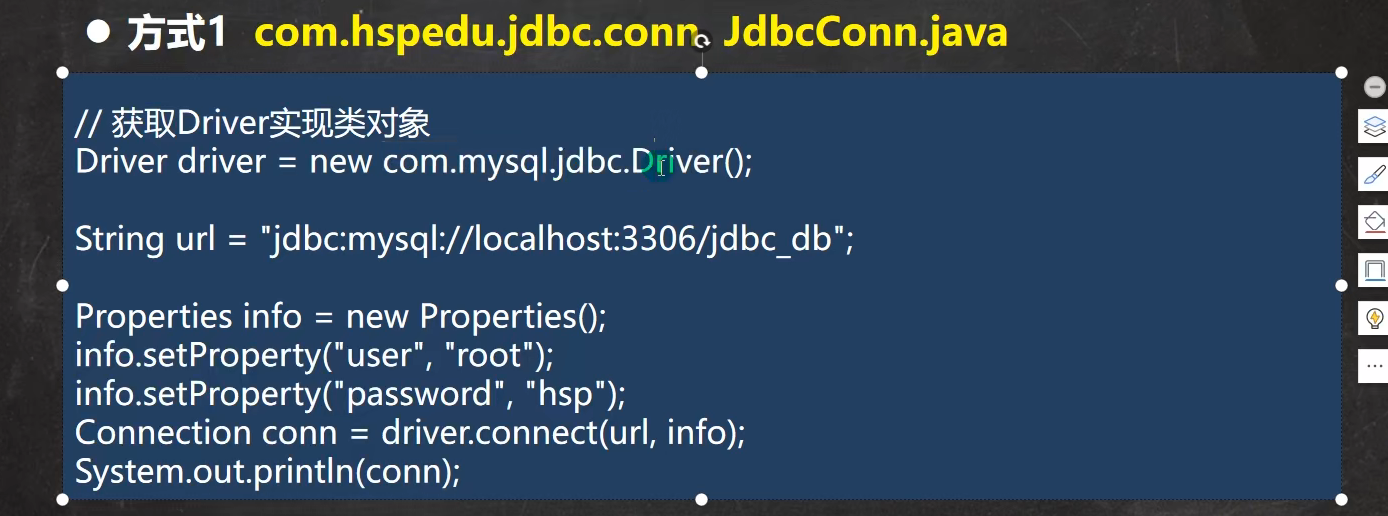 ● 方式1 com.hspedu.jdbc.conn JdbcConn.java
// 获取Driver实现类对象
Driver driver = new com.mysql.jdbc.Driver();
String url = "jdbc:mysql://localhost:3306/jdbc_db";
Properties info = new Properties();
info.setProperty("user", "root");
info.setProperty("password", "hsp");
Connection conn = driver.connect(url, info);
System.out.println(conn);